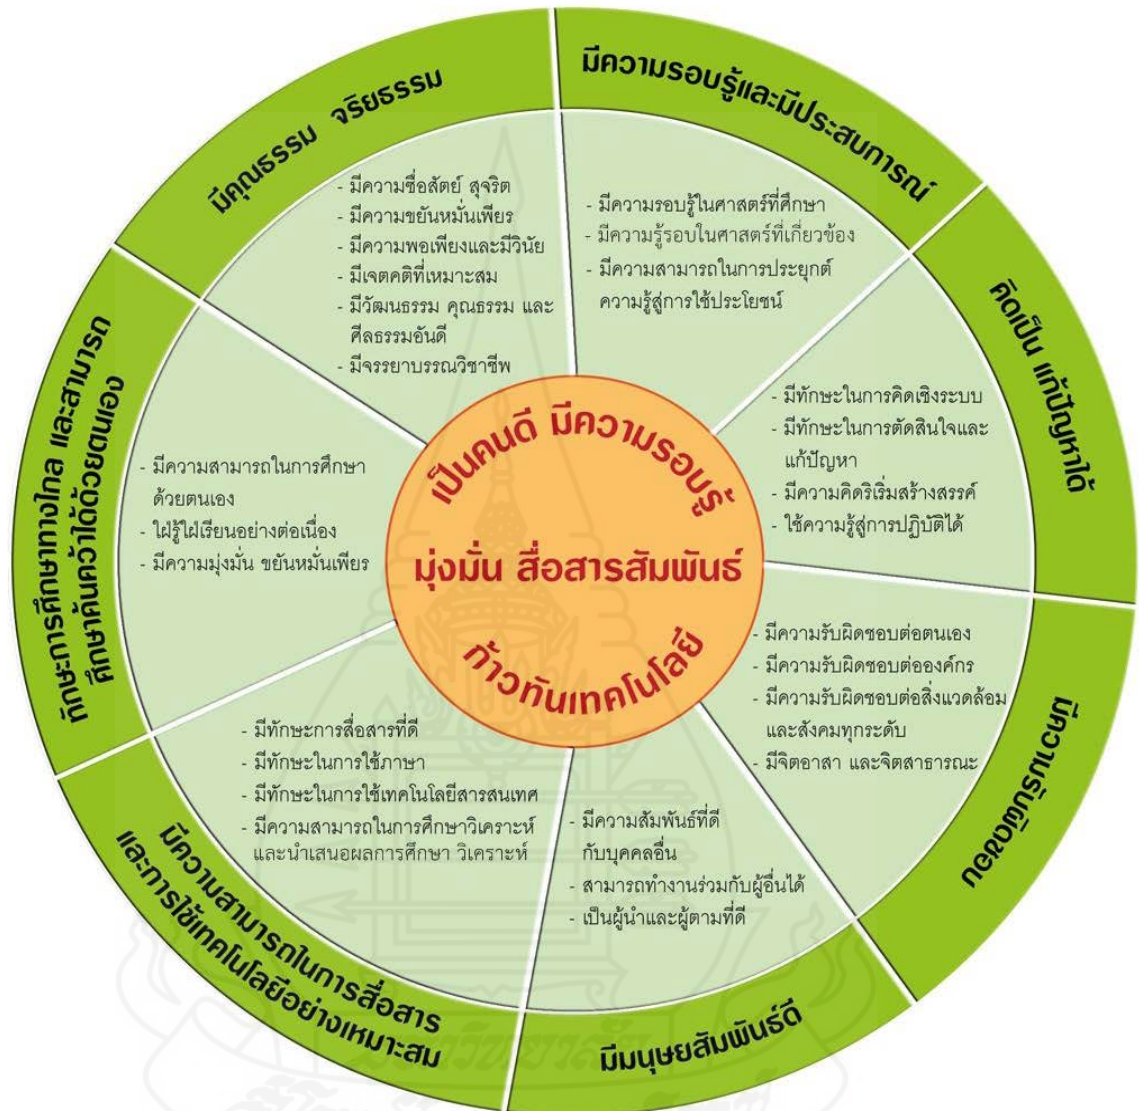 มีคุณธรรม จริยธรรม
- มีความซื่อสัตย์ สุจริต
- มีความขยันหมั่นเพียร
- มีความพอเพียงและมีวินัย
- มีเจตคติที่เหมาะสม
- มีวัฒนธรรม คุณธรรม และ
ศีลธรรมอันดี
- มีจรรยาบรรณวิชาชีพ
มีความรอบรู้และมีประสบการณ์
- มีความรอบรู้ในศาสตร์ที่ศึกษา
- มีความรู้รอบในศาสตร์ที่เกี่ยวข้อง
- มีความสามารถในการประยุกต์
ความรู้สู่การใช้ประโยชน์
คิดเป็น แก้ปัญหาได้
- มีทักษะในการคิดเชิงระบบ
- มีทักษะในการตัดสินใจและ
แก้ปัญหา
- มีความคิดริเริ่มสร้างสรรค์
- ใช้ความรู้สู่การปฏิบัติได้
มีความรับผิดชอบ
- มีความรับผิดชอบต่อตนเอง
- มีความรับผิดชอบต่อองค์กร
- มีความรับผิดชอบต่อสิ่งแวดล้อม
และสังคมทุกระดับ
- มีจิตอาสา และจิตสาธารณะ
มีมนุษยสัมพันธ์ดี
- มีความสัมพันธ์ที่ดี
กับบุคคลอื่น
- สามารถทำงานร่วมกับผู้อื่นได้
- เป็นผู้นำและผู้ตามที่ดี
มีความสามารถในการสื่อสาร
และการใช้เทคโนโลยีอย่างเหมาะสม
- มีทักษะการสื่อสารที่ดี
- มีทักษะในการใช้ภาษา
- มีทักษะในการใช้เทคโนโลยีสารสนเทศ
- มีความสามารถในการศึกษาวิเคราะห์
และนำเสนอผลการศึกษา วิเคราะห์
ทักษะการศึกษาทางไกล และสามารถ
ศึกษาค้นคว้าได้ด้วยตนเอง
- มีความสามารถในการศึกษา
ด้วยตนเอง
- ใฝ่รู้ใฝ่เรียนอย่างต่อเนื่อง
- มีความมุ่งมั่น ขยันหมั่นเพียร
เป็นคนดี มีความรอบรู้
มุ่งมั่น สื่อสารสัมพันธ์
ก้าวทันเทคโนโลยี